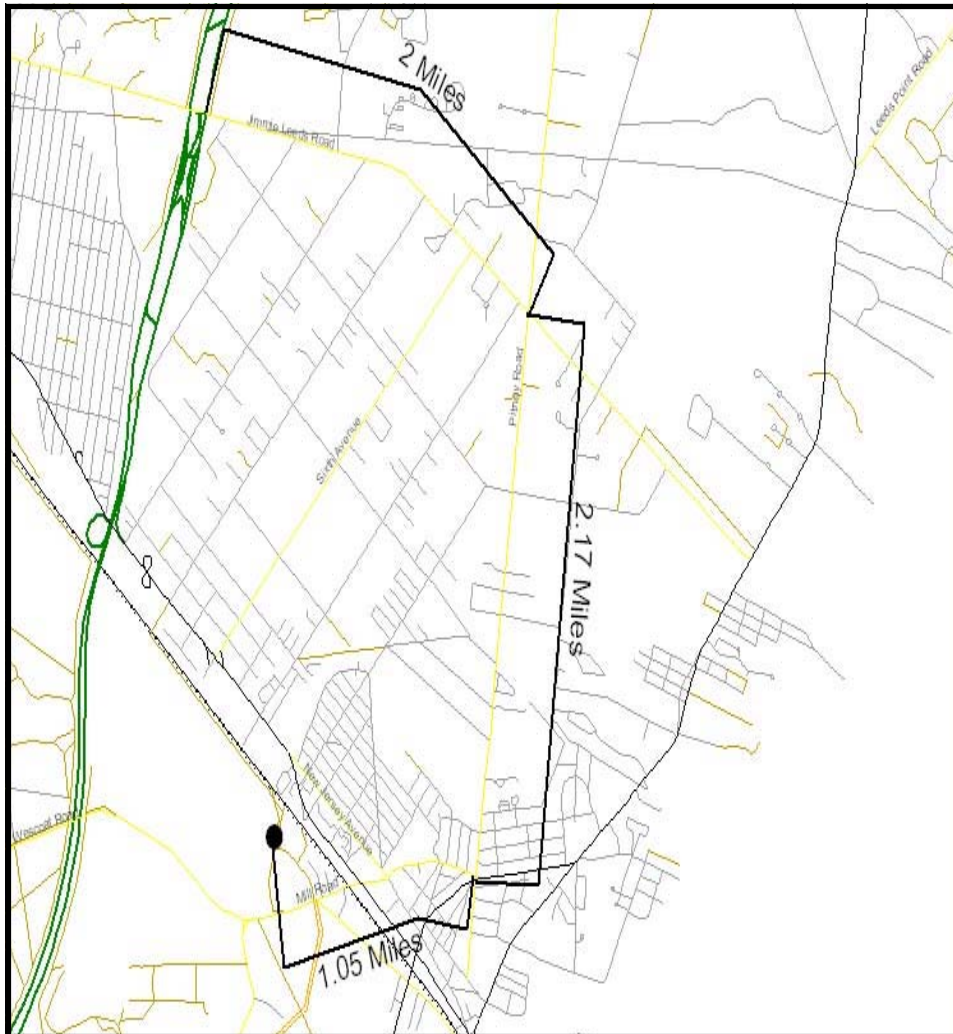 2 Miles
Leeds Point Road
Jimmie Leeds Road
Pitney Road
Sixth Avenue
2.17 Miles
New Jersey Avenue
Wescoat Road
Mill Road
1.05 Miles